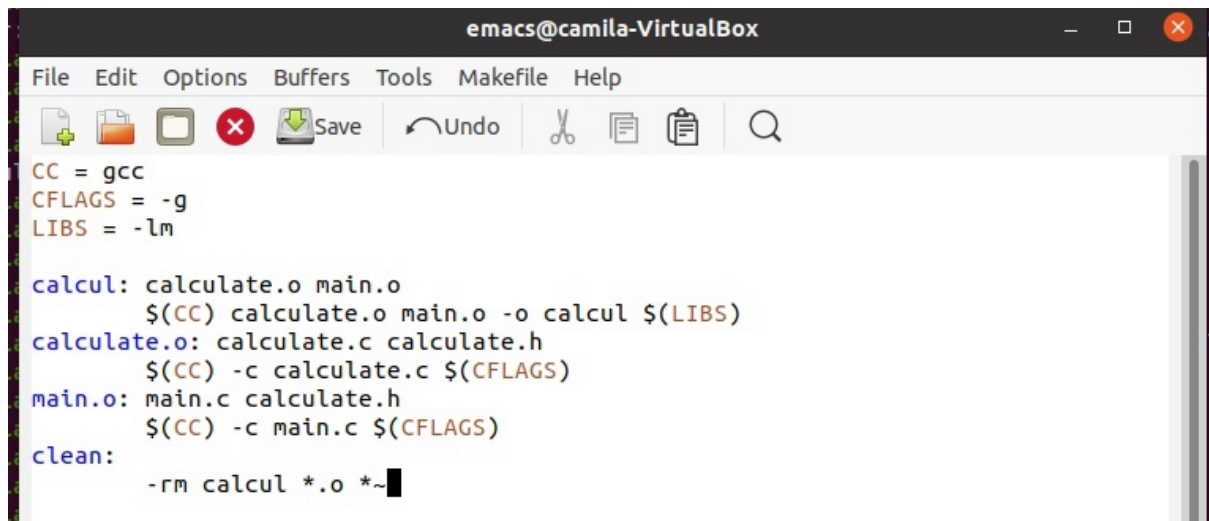 emacs@camila-VirtualBox
File Edit Options Buffers Tools Makefile Help
Save Undo
CC = gcc
CFLAGS = -g
LIBS = -lm
calcul: calculate.o main.o
$(CC) calculate.o main.o -o calcul $(LIBS)
calculate.o: calculate.c calculate.h
$(CC) -c calculate.c $(CFLAGS)
main.o: main.c calculate.h
$(CC) -c main.c $(CFLAGS)
clean:
-rm calcul *.o *~